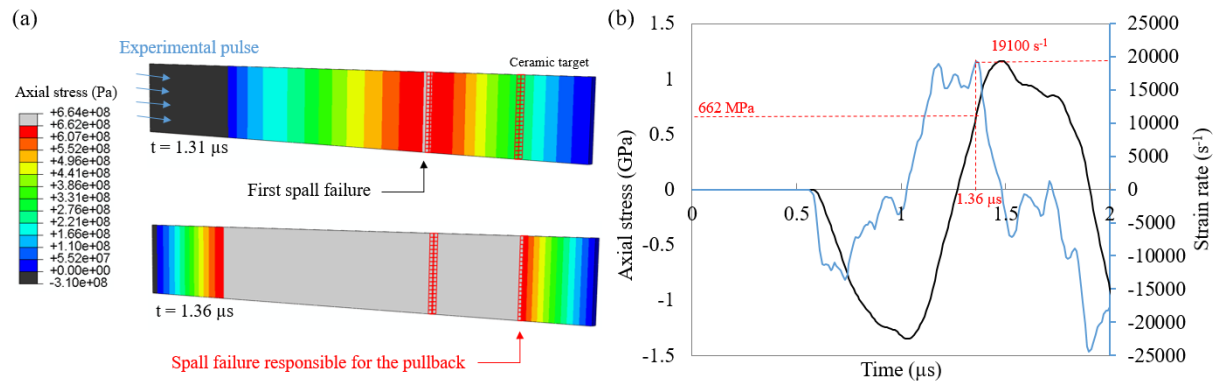 (a)
Experimental pulse
Ceramic target
Axial stress (Pa)
+6.64e+08
+6.62e+08
+6.07e+08
+5.52e+08
+4.96e+08
+4.41e+08
+3.86e+08
+3.31e+08
+2.76e+08
+2.21e+08
+1.66e+08
+1.10e+08
+5.52e+07
+0.00e+00
-3.10e+08
t = 1.31 µs
First spall failure
t = 1.36 µs
Spall failure responsible for the pullback
(b)
1.5
1
0.5
0
-0.5
-1
-1.5
Axial stress (GPa)
662 MPa
19100 s⁻¹
1.36 µs
0
0.5
1
1.5
2
Time (µs)
25000
20000
15000
10000
5000
0
-5000
-10000
-15000
-20000
-25000
Strain rate (s⁻¹)